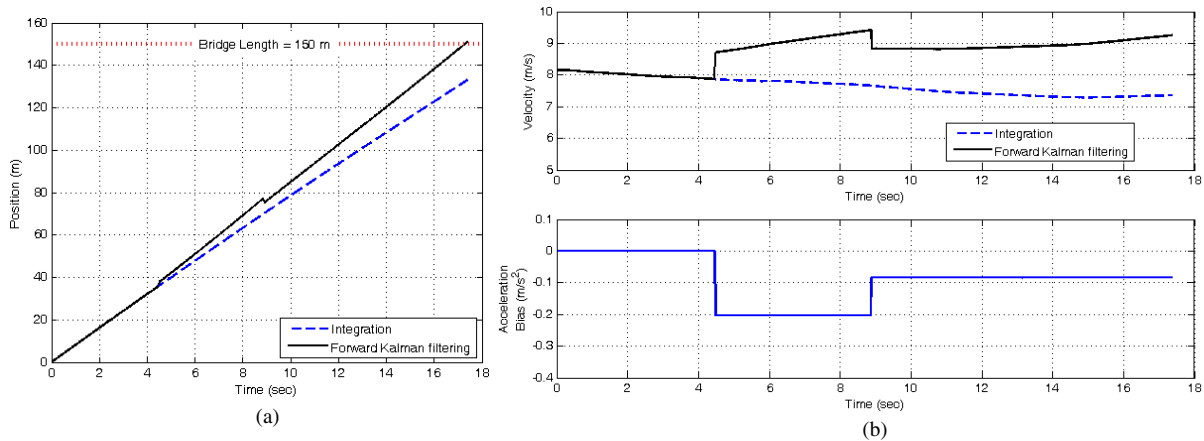 160
140
120
100
80
60
40
20
0
Position (m)
Bridge Length = 150 m
Integration
Forward Kalman filtering
0 2 4 6 8 10 12 14 16 18
Time (sec)
(a)
10
9
8
7
6
5
Velocity (m/s)
Integration
Forward Kalman filtering
0 2 4 6 8 10 12 14 16 18
Time (sec)
0.1
0
-0.1
-0.2
-0.3
-0.4
Acceleration
Bias (m/s²)
0 2 4 6 8 10 12 14 16 18
Time (sec)
(b)